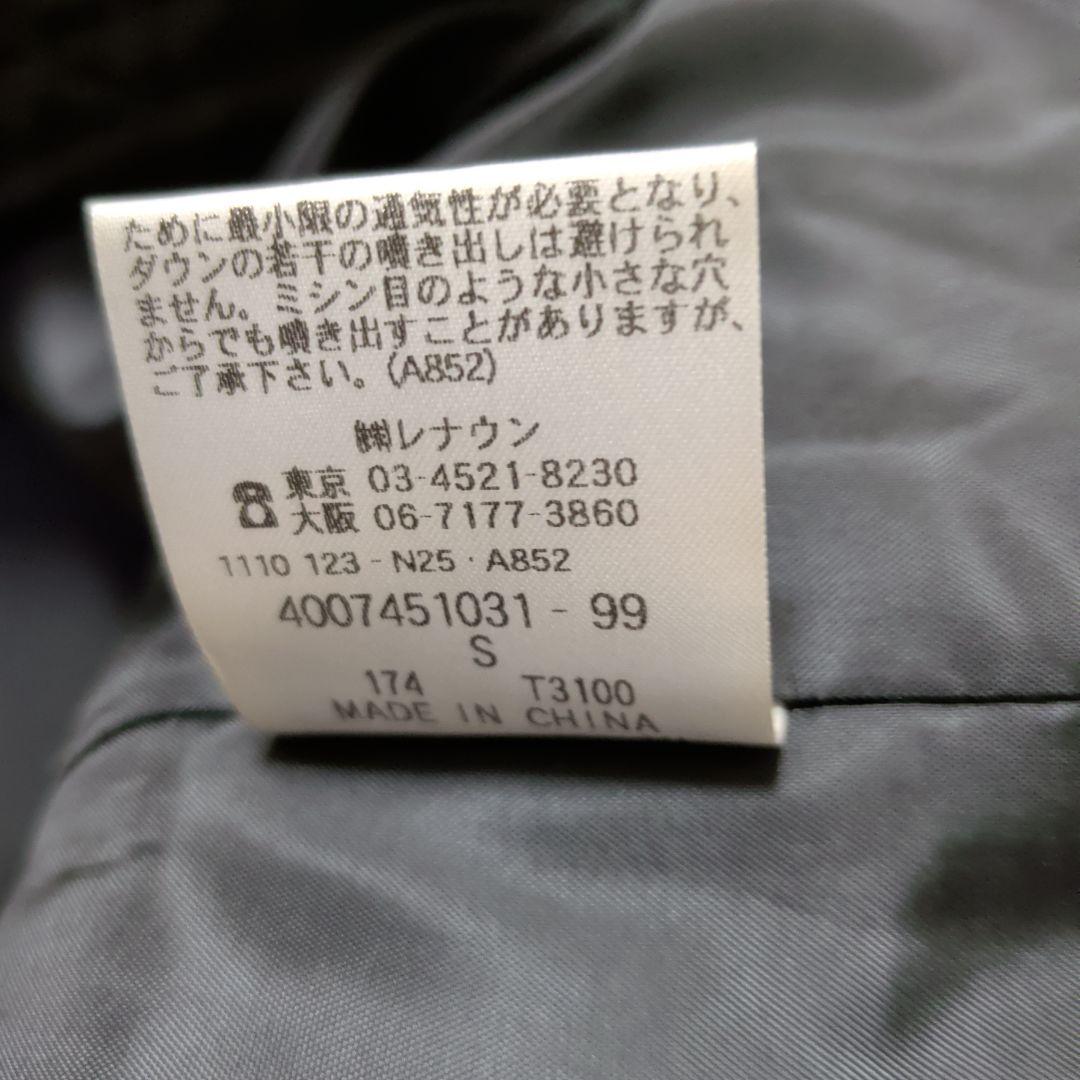 ために最小限の通気性が必要となり、
ダウンの若干の噴き出しは避けられ
ません。ミシン目のような小さな穴
からでも噴き出すことがありますが、
ご了承下さい。(A852)
㈱レナウン
☎東京 03-4521-8230
大阪 06-7177-3860
1110 123-N25·A852
4007451031-99
S
174 T3100
MADE IN CHINA